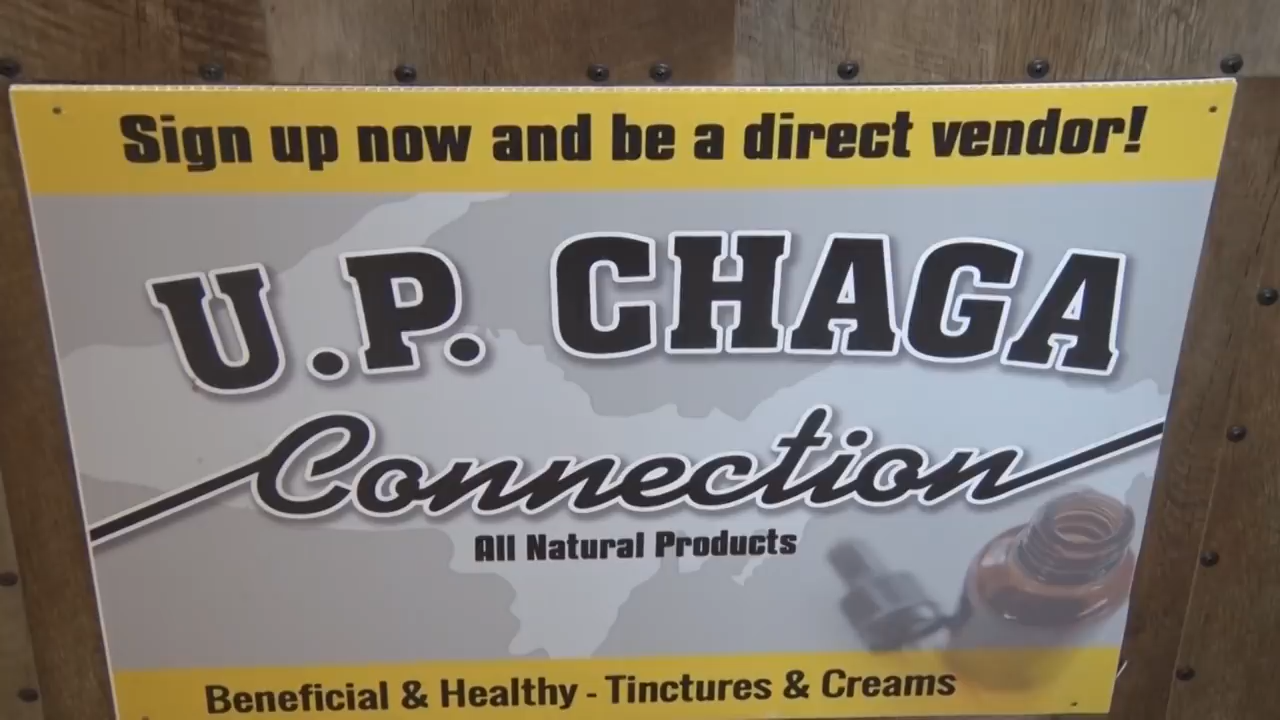 Sign up now and be a direct vendor!
U.P. CHAGA
Connection
All Natural Products
Beneficial & Healthy - Tinctures & Creams